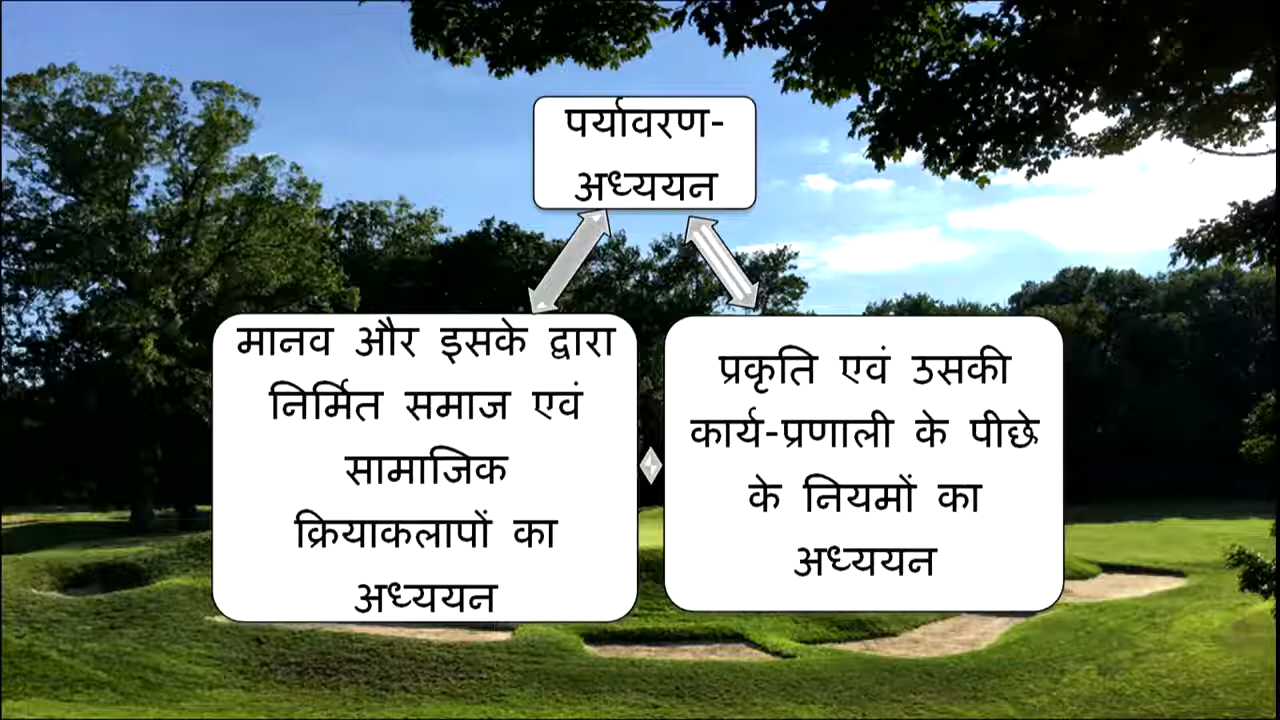 पर्यावरण-
अध्ययन
मानव और इसके द्वारा
निर्मित समाज एवं
सामाजिक
क्रियाकलापों का
अध्ययन
प्रकृति एवं उसकी
कार्य-प्रणाली के पीछे
के नियमों का
अध्ययन